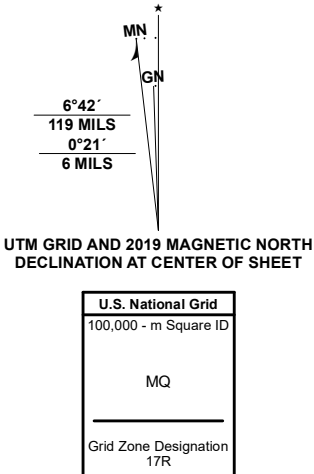 ★
MN
GN
6°42´
119 MILS
0°21´
6 MILS
UTM GRID AND 2019 MAGNETIC NORTH
DECLINATION AT CENTER OF SHEET
U.S. National Grid
100,000 - m Square ID
MQ
Grid Zone Designation
17R